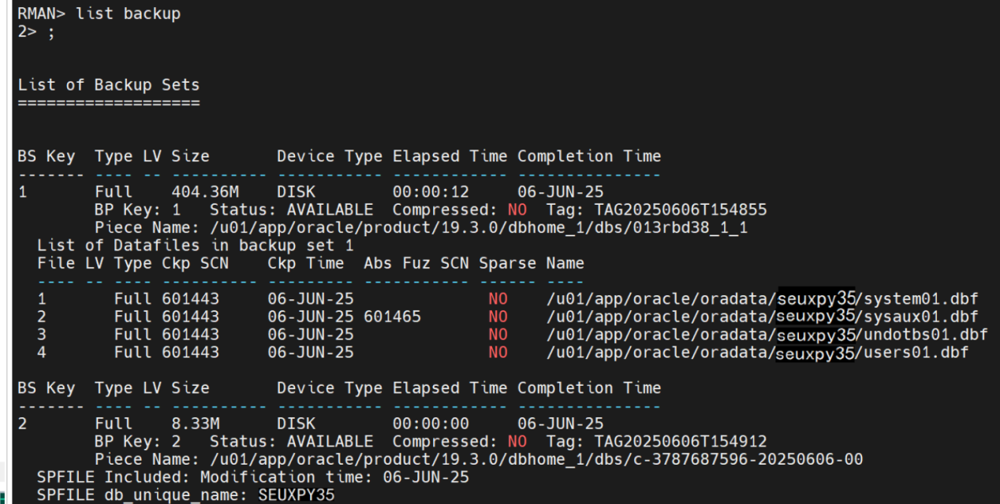 RMAN> list backup
2> ;
List of Backup Sets
===================
BS Key  Type LV Size       Device Type Elapsed Time Completion Time
------- ---- -- ---------- ----------- ------------ ---------------
1       Full    404.36M    DISK        00:00:12     06-JUN-25
        BP Key: 1   Status: AVAILABLE  Compressed: NO  Tag: TAG20250606T154855
        Piece Name: /u01/app/oracle/product/19.3.0/dbhome_1/dbs/013rbd38_1_1
  List of Datafiles in backup set 1
  File LV Type Ckp SCN    Ckp Time  Abs Fuz SCN Sparse Name
  ---- -- ---- ---------- --------- ----------- ------ ----
  1       Full 601443     06-JUN-25              NO    /u01/app/oracle/oradata/seuxpy35/system01.dbf
  2       Full 601443     06-JUN-25 601465       NO    /u01/app/oracle/oradata/seuxpy35/sysaux01.dbf
  3       Full 601443     06-JUN-25              NO    /u01/app/oracle/oradata/seuxpy35/undotbs01.dbf
  4       Full 601443     06-JUN-25              NO    /u01/app/oracle/oradata/seuxpy35/users01.dbf
BS Key  Type LV Size       Device Type Elapsed Time Completion Time
------- ---- -- ---------- ----------- ------------ ---------------
2       Full    8.33M      DISK        00:00:00     06-JUN-25
        BP Key: 2   Status: AVAILABLE  Compressed: NO  Tag: TAG20250606T154912
        Piece Name: /u01/app/oracle/product/19.3.0/dbhome_1/dbs/c-3787687596-20250606-00
  SPFILE Included: Modification time: 06-JUN-25
  SPFILE db_unique_name: SEUXPY35